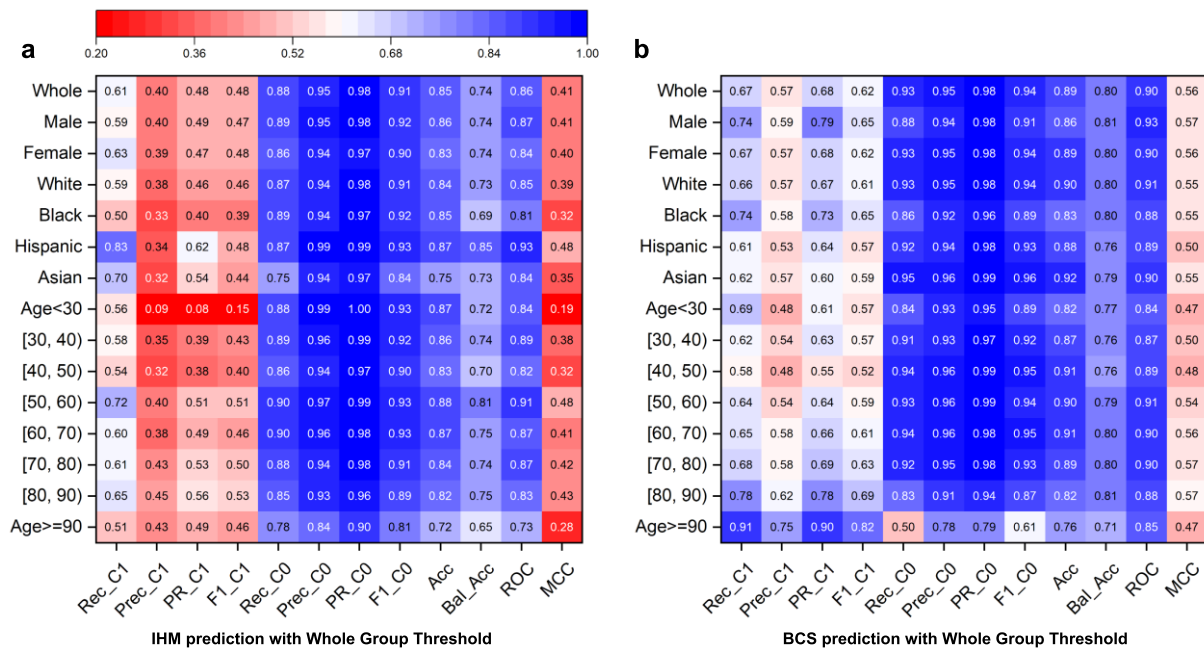 a
0.20 0.36 0.52 0.68 0.84 1.00
Whole 0.61 0.40 0.48 0.48 0.88 0.95 0.98 0.91 0.85 0.74 0.86 0.41
Male 0.59 0.40 0.49 0.47 0.89 0.95 0.98 0.92 0.86 0.74 0.87 0.41
Female 0.63 0.39 0.47 0.48 0.86 0.94 0.97 0.90 0.83 0.74 0.84 0.40
White 0.59 0.38 0.46 0.46 0.87 0.94 0.98 0.91 0.84 0.73 0.85 0.39
Black 0.50 0.33 0.40 0.39 0.89 0.94 0.97 0.92 0.85 0.69 0.81 0.32
Hispanic 0.83 0.34 0.62 0.48 0.87 0.99 0.99 0.93 0.87 0.85 0.93 0.48
Asian 0.70 0.32 0.54 0.44 0.75 0.94 0.97 0.84 0.75 0.73 0.84 0.35
Age<30 0.56 0.09 0.08 0.15 0.88 0.99 1.00 0.93 0.87 0.72 0.84 0.19
[30, 40) 0.58 0.35 0.39 0.43 0.89 0.96 0.99 0.92 0.86 0.74 0.89 0.38
[40, 50) 0.54 0.32 0.38 0.40 0.86 0.94 0.97 0.90 0.83 0.70 0.82 0.32
[50, 60) 0.72 0.40 0.51 0.51 0.90 0.97 0.99 0.93 0.88 0.81 0.91 0.48
[60, 70) 0.60 0.38 0.49 0.46 0.90 0.96 0.98 0.93 0.87 0.75 0.87 0.41
[70, 80) 0.61 0.43 0.53 0.50 0.88 0.94 0.98 0.91 0.84 0.74 0.87 0.42
[80, 90) 0.65 0.45 0.56 0.53 0.85 0.93 0.96 0.89 0.82 0.75 0.83 0.43
Age>=90 0.51 0.43 0.49 0.46 0.78 0.84 0.90 0.81 0.72 0.65 0.73 0.28
Rec_C1 Prec_C1 PR_C1 F1_C1 Rec_C0 Prec_C0 PR_C0 F1_C0 Acc Bal_Acc ROC MCC
IHM prediction with Whole Group Threshold
b
Whole 0.67 0.57 0.68 0.62 0.93 0.95 0.98 0.94 0.89 0.80 0.90 0.56
Male 0.74 0.59 0.79 0.65 0.88 0.94 0.98 0.91 0.86 0.81 0.93 0.57
Female 0.67 0.57 0.68 0.62 0.93 0.95 0.98 0.94 0.89 0.80 0.90 0.56
White 0.66 0.57 0.67 0.61 0.93 0.95 0.98 0.94 0.90 0.80 0.91 0.55
Black 0.74 0.58 0.73 0.65 0.86 0.92 0.96 0.89 0.83 0.80 0.88 0.55
Hispanic 0.61 0.53 0.64 0.57 0.92 0.94 0.98 0.93 0.88 0.76 0.89 0.50
Asian 0.62 0.57 0.60 0.59 0.95 0.96 0.99 0.96 0.92 0.79 0.90 0.55
Age<30 0.69 0.48 0.61 0.57 0.84 0.93 0.95 0.89 0.82 0.77 0.84 0.47
[30, 40) 0.62 0.54 0.63 0.57 0.91 0.93 0.97 0.92 0.87 0.76 0.87 0.50
[40, 50) 0.58 0.48 0.55 0.52 0.94 0.96 0.99 0.95 0.91 0.76 0.89 0.48
[50, 60) 0.64 0.54 0.64 0.59 0.93 0.96 0.99 0.94 0.90 0.79 0.91 0.54
[60, 70) 0.65 0.58 0.66 0.61 0.94 0.96 0.98 0.95 0.91 0.80 0.90 0.56
[70, 80) 0.68 0.58 0.69 0.63 0.92 0.95 0.98 0.93 0.89 0.80 0.90 0.57
[80, 90) 0.78 0.62 0.78 0.69 0.83 0.91 0.94 0.87 0.82 0.81 0.88 0.57
Age>=90 0.91 0.75 0.90 0.82 0.50 0.78 0.79 0.61 0.76 0.71 0.85 0.47
Rec_C1 Prec_C1 PR_C1 F1_C1 Rec_C0 Prec_C0 PR_C0 F1_C0 Acc Bal_Acc ROC MCC
BCS prediction with Whole Group Threshold